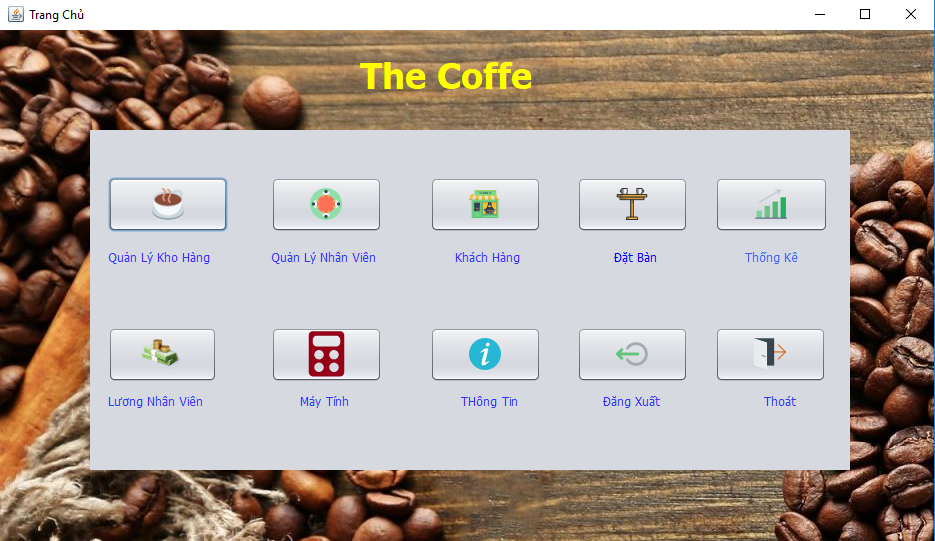 Trang Chủ
The Coffe
Quản Lý Kho Hàng
Quản Lý Nhân Viên
Khách Hàng
Đặt Bàn
Thống Kê
Lương Nhân Viên
Máy Tính
THông Tin
Đăng Xuất
Thoát